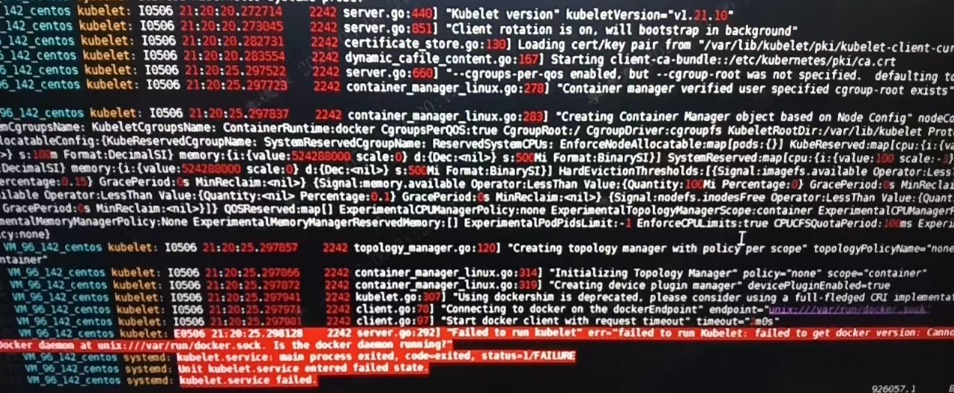 _96_142_centos kubelet: I0506 21:20:20.272714 2242 server.go:440] "Kubelet version" kubeletVersion="v1.21.10"
_96_142_centos kubelet: I0506 21:20:20.273045 2242 server.go:851] "Client rotation is on, will bootstrap in background"
_142_centos kubelet: I0506 21:20:20.282731 2242 certificate_store.go:130] Loading cert/key pair from "/var/lib/kubelet/pki/kubelet-client-cur
_142_centos kubelet: I0506 21:20:20.283554 2242 dynamic_cafile_content.go:167] Starting client-ca-bundle::/etc/kubernetes/pki/ca.crt
6_142_centos kubelet: I0506 21:20:25.297522 2242 server.go:660] "--cgroups-per-qos enabled, but --cgroup-root was not specified. defaulting to
96_142_centos kubelet: I0506 21:20:25.297723 2242 container_manager_linux.go:278] "Container manager verified user specified cgroup-root exists"
96_142_centos kubelet: I0506 21:20:25.297837 2242 container_manager_linux.go:283] "Creating Container Manager object based on Node Config" nodeCo
emCgroupsName: KubeletCgroupsName: ContainerRuntime:docker CgroupsPerQOS:true CgroupRoot:/ CgroupDriver:cgroupfs KubeletRootDir:/var/lib/kubelet Prot
locatableConfig:{KubeReservedCgroupName: SystemReservedCgroupName: ReservedSystemCPUs: EnforceNodeAllocatable:map[pods:{}] KubeReserved:map[cpu:{i:{va
>} s:100m Format:DecimalSI} memory:{i:{value:524288000 scale:0} d:{Dec:<nil>} s:500Mi Format:BinarySI}] SystemReserved:map[cpu:{i:{value:100 scale:-3}
DecimalSI} memory:{i:{value:524288000 scale:0} d:{Dec:<nil>} s:500Mi Format:BinarySI}] HardEvictionThresholds:[{Signal:imagefs.available Operator:Less
ercentage:0.15} GracePeriod:0s MinReclaim:<nil>} {Signal:memory.available Operator:LessThan Value:{Quantity:100Mi Percentage:0} GracePeriod:0s MinRecl
ilable Operator:LessThan Value:{Quantity:<nil> Percentage:0.1} GracePeriod:0s MinReclaim:<nil>} {Signal:nodefs.inodesFree Operator:LessThan Value:{Quant
GracePeriod:0s MinReclaim:<nil>}]} QOSReserved:map[] ExperimentalCPUManagerPolicy:none ExperimentalTopologyManagerScope:container ExperimentalCPUManagerR
mentalMemoryManagerPolicy:None ExperimentalMemoryManagerReservedMemory:[] ExperimentalPodPidsLimit:-1 EnforceCPULimits:true CPUCFSQuotaPeriod:100ms Experi
cy:none}
VM_96_142_centos kubelet: I0506 21:20:25.297857 2242 topology_manager.go:120] "Creating topology manager with policy per scope" topologyPolicyName="none
ntainer"
VM_96_142_centos kubelet: I0506 21:20:25.297866 2242 container_manager_linux.go:314] "Initializing Topology Manager" policy="none" scope="container"
VM_96_142_centos kubelet: I0506 21:20:25.297872 2242 container_manager_linux.go:319] "Creating device plugin manager" devicePluginEnabled=true
VM_96_142_centos kubelet: I0506 21:20:25.297941 2242 kubelet.go:307] "Using dockershim is deprecated, please consider using a full-fledged CRI implementat
VM_96_142_centos kubelet: I0506 21:20:25.297971 2242 client.go:78] "Connecting to docker on the dockerEndpoint" endpoint="unix:///var/run/docker.sock"
VM_96_142_centos kubelet: I0506 21:20:25.297981 2242 client.go:97] "Start docker client with request timeout" timeout="2m0s"
VM_96_142_centos kubelet: E0506 21:20:25.298128 2242 server.go:292] "Failed to run kubelet" err="failed to run Kubelet: failed to get docker version: Canno
Docker daemon at unix:///var/run/docker.sock. Is the docker daemon running?"
VM_96_142_centos systemd: kubelet.service: main process exited, code=exited, status=1/FAILURE
VM_96_142_centos systemd: Unit kubelet.service entered failed state.
VM_96_142_centos systemd: kubelet.service failed.
926057,1